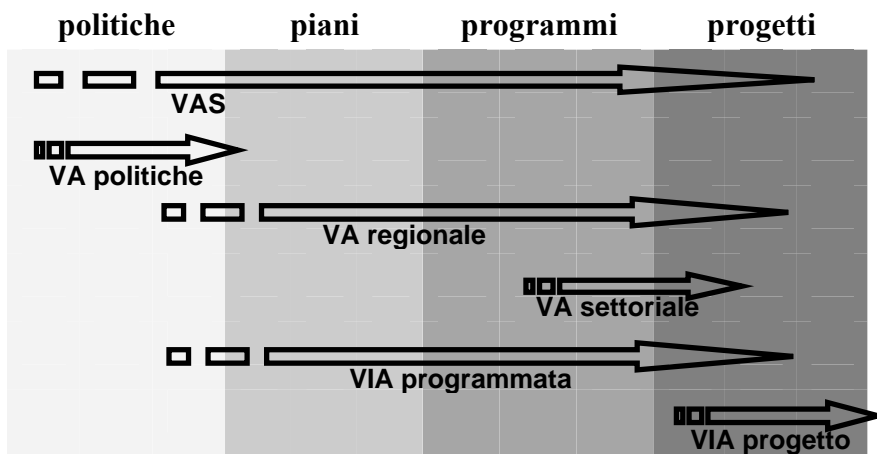 politiche piani programmi progetti
VAS
VA politiche
VA regionale
VA settoriale
VIA programmata
VIA progetto